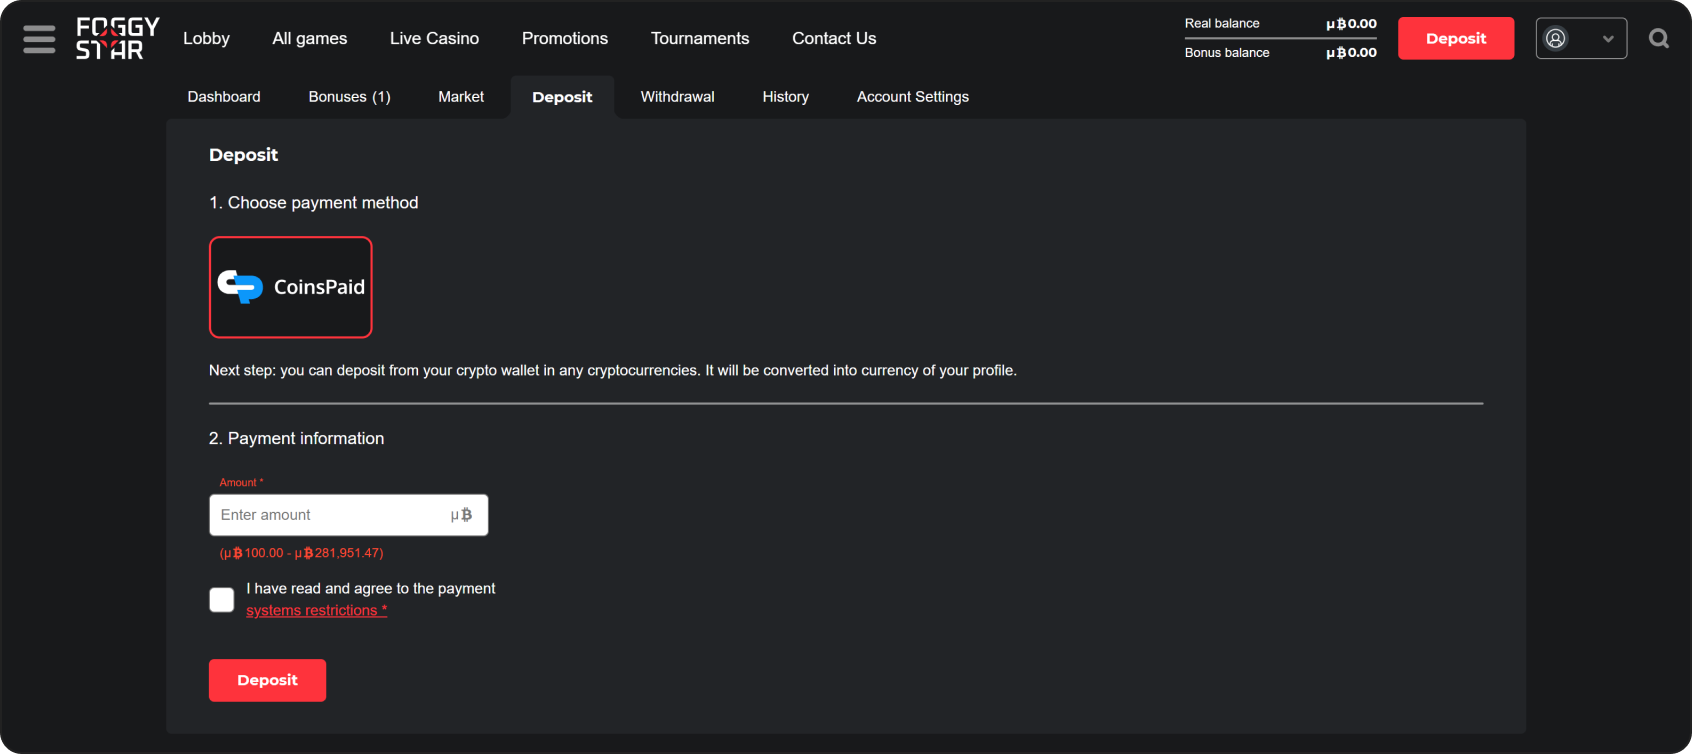 FOGGY
STAR
Lobby
All games
Live Casino
Promotions
Tournaments
Contact Us
Real balance
µ₿0.00
Bonus balance
µ₿0.00
Deposit
Dashboard
Bonuses (1)
Market
Deposit
Withdrawal
History
Account Settings
Deposit
1. Choose payment method
CoinsPaid
Next step: you can deposit from your crypto wallet in any cryptocurrencies. It will be converted into currency of your profile.
2. Payment information
Amount *
Enter amount
µ₿
(µ₿100.00 - µ₿281,951.47)
I have read and agree to the payment
systems restrictions *
Deposit